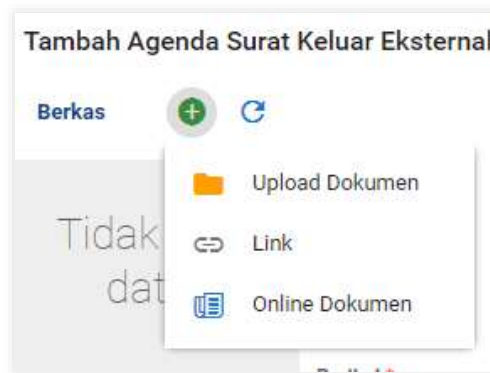 Tambah Agenda Surat Keluar Eksternal
Berkas
Upload Dokumen
Tidak
Link
dat
Online Dokumen